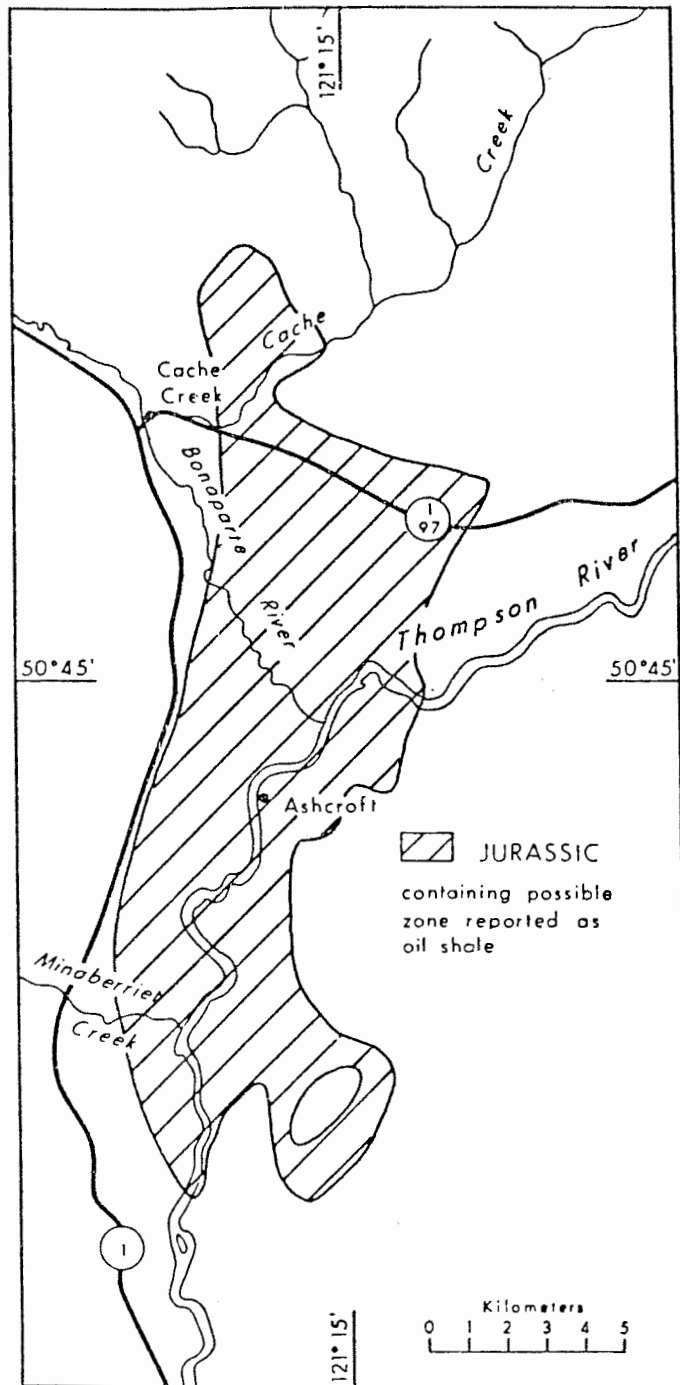 121° 15'
Creek
Cache
Cache
Creek
Bonaparte
River
1
97
Thompson River
50°45'
50°45'
Ashcroft
JURASSIC
containing possible
zone reported as
oil shale
Minaberriet
Creek
1
Kilometers
0 1 2 3 4 5
121° 15'